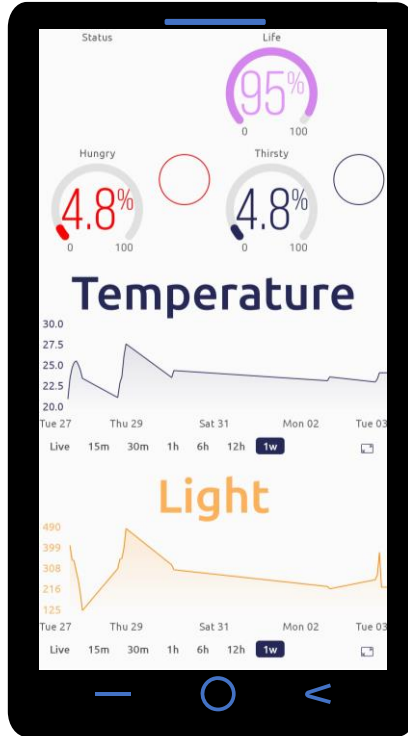 Status Life
95%
0 100
Hungry Thirsty
4.8% 4.8%
0 100 0 100
Temperature
30.0
27.5
25.0
22.5
20.0
Tue 27 Thu 29 Sat 31 Mon 02 Tue 03
Live 15m 30m 1h 6h 12h 1w
Light
490
399
308
216
125
Tue 27 Thu 29 Sat 31 Mon 02 Tue 03
Live 15m 30m 1h 6h 12h 1w